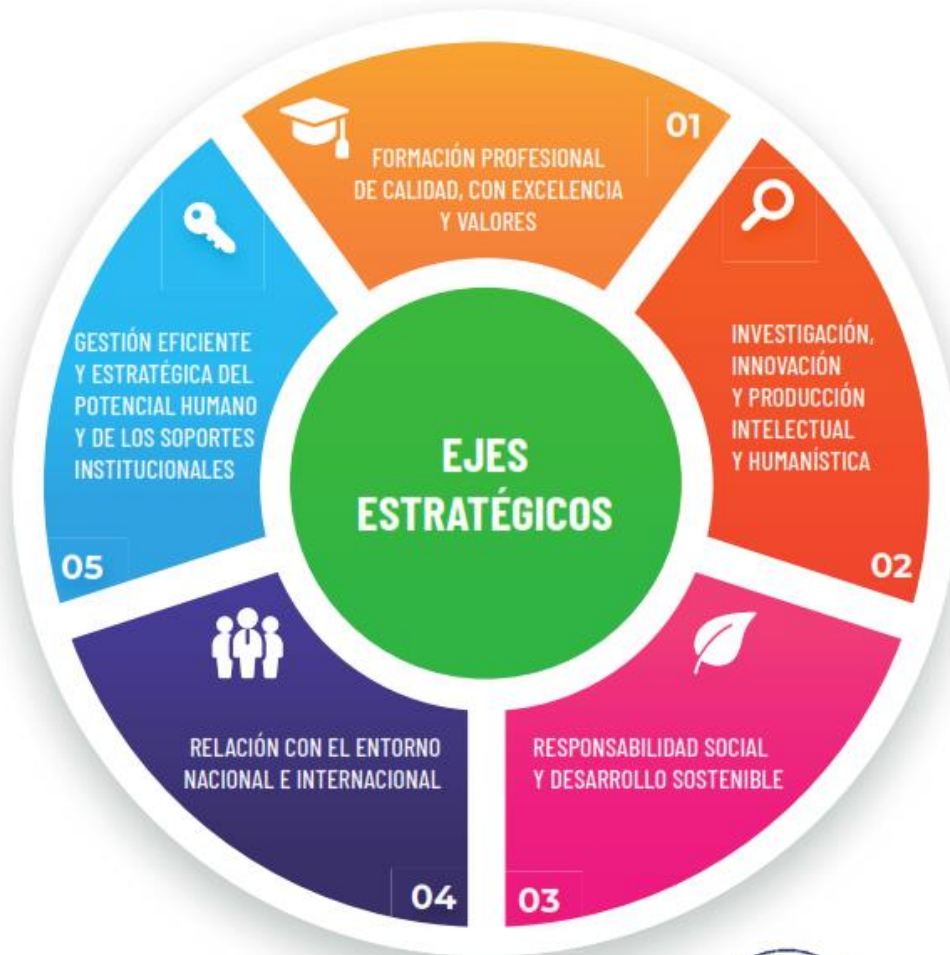 01
FORMACIÓN PROFESIONAL
DE CALIDAD, CON EXCELENCIA
Y VALORES
INVESTIGACIÓN,
INNOVACIÓN
Y PRODUCCIÓN
INTELECTUAL
Y HUMANÍSTICA
02
RESPONSABILIDAD SOCIAL
Y DESARROLLO SOSTENIBLE
03
RELACIÓN CON EL ENTORNO
NACIONAL E INTERNACIONAL
04
GESTIÓN EFICIENTE
Y ESTRATÉGICA DEL
POTENCIAL HUMANO
Y DE LOS SOPORTES
INSTITUCIONALES
05
EJES
ESTRATÉGICOS